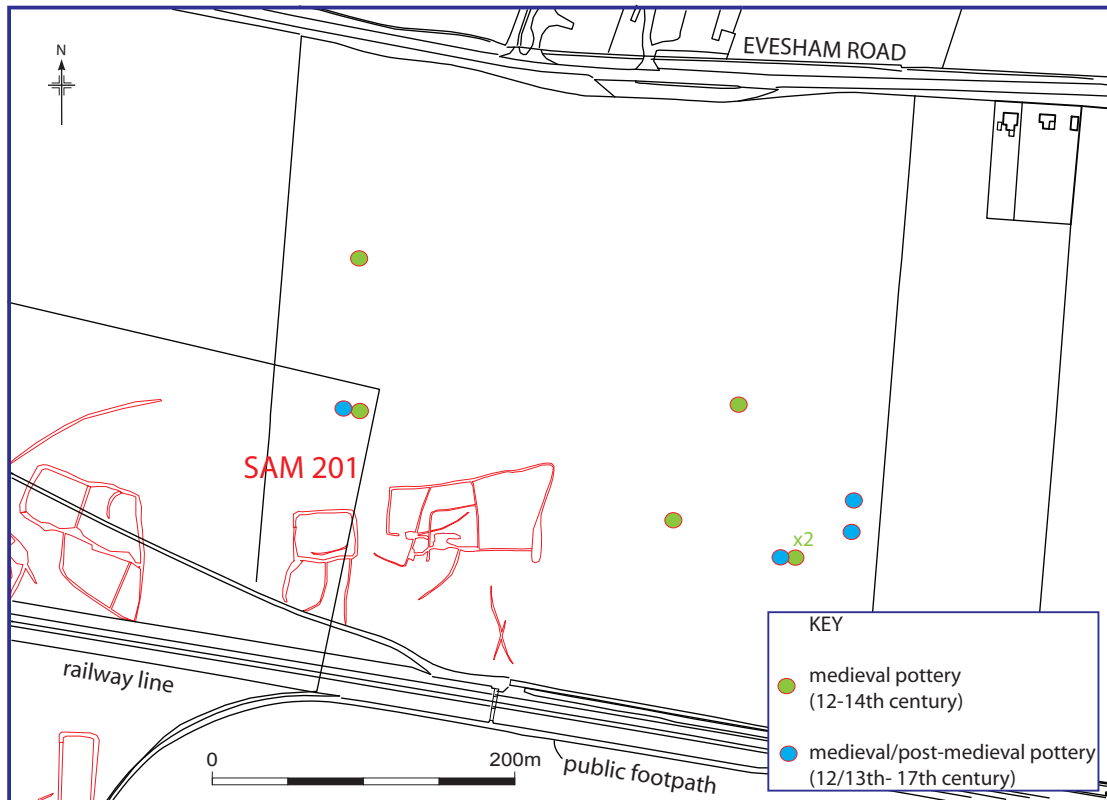 EVESHAM ROAD
N
SAM 201
x2
KEY
medieval pottery
(12-14th century)
medieval/post-medieval pottery
(12/13th- 17th century)
railway line
public footpath
0 200m